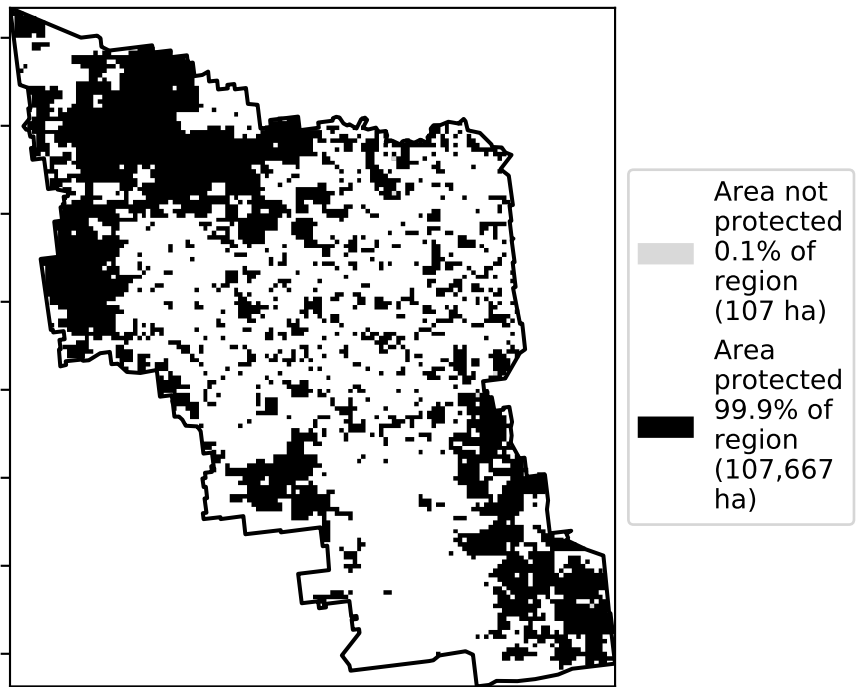 Area not
protected
0.1% of
region
(107 ha)
Area
protected
99.9% of
region
(107,667
ha)